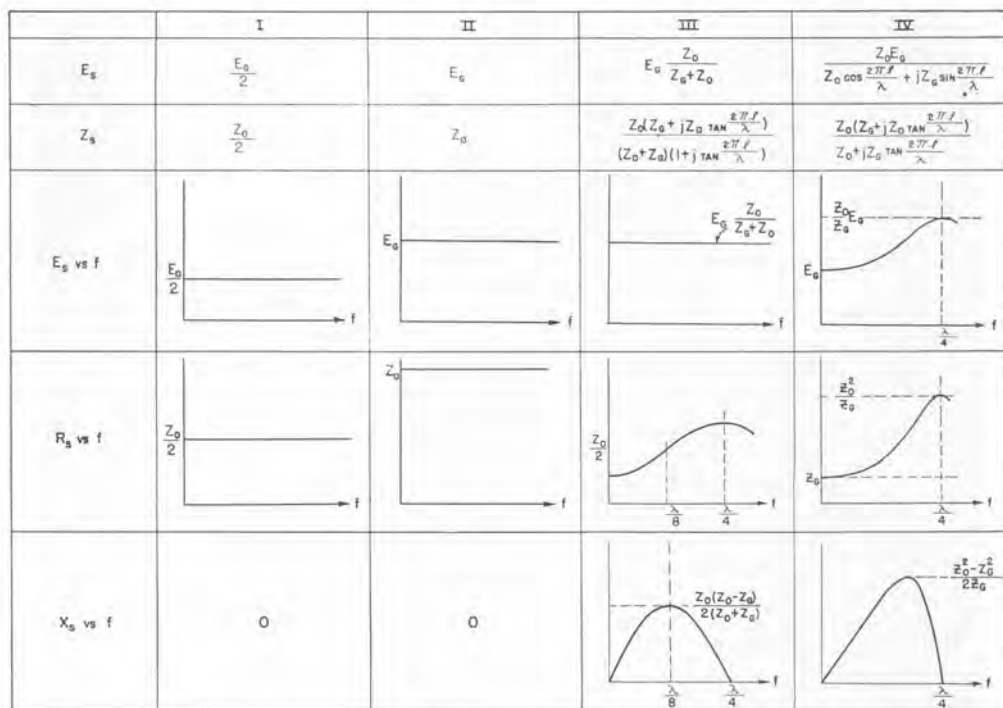 I II III IV
E_s E_G/2 E_G E_G Z_0/(Z_G+Z_0) Z_0 E_G/(Z_0 COS 2πℓ/λ + jZ_G SIN 2πℓ/λ)
Z_s Z_0/2 Z_0 Z_0(Z_G + jZ_0 TAN 2πℓ/λ)/((Z_0+Z_G)(1+j TAN 2πℓ/λ)) Z_0(Z_G+jZ_0 TAN 2πℓ/λ)/(Z_0+jZ_G TAN 2πℓ/λ)
E_s vs f
E_G/2 f
E_G f
E_G Z_0/(Z_G+Z_0) f
Z_0/Z_G E_G
E_G f
λ/4
R_s vs f
Z_0/2 f
Z_0 f
Z_0/2 f
λ/8 λ/4
Z_0²/Z_G
Z_G f
λ/4
X_s vs f
0
0
Z_0(Z_0-Z_G)/2(Z_0+Z_G)
f
λ/8 λ/4
Z_0²-Z_G²/2Z_G
f
λ/4